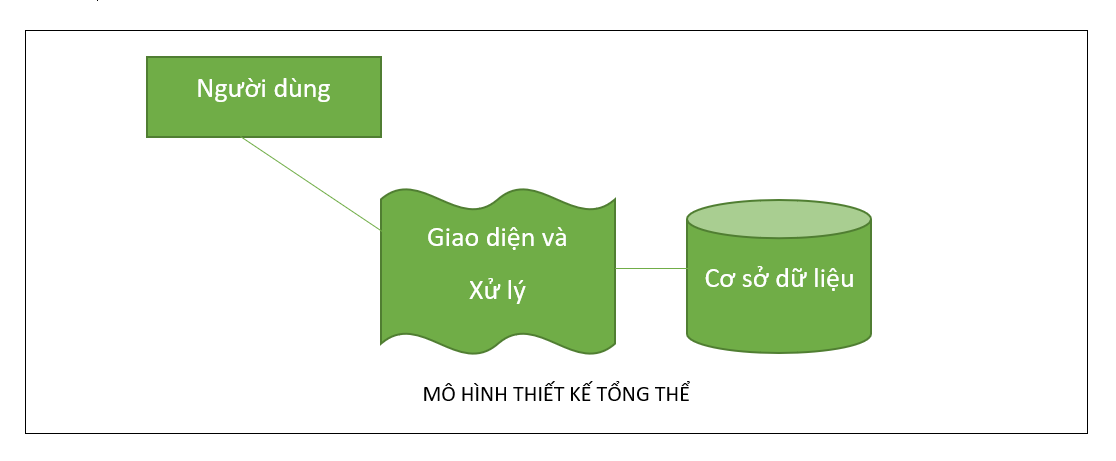 Người dùng
Giao diện và
Xử lý
Cơ sở dữ liệu
MÔ HÌNH THIẾT KẾ TỔNG THỂ